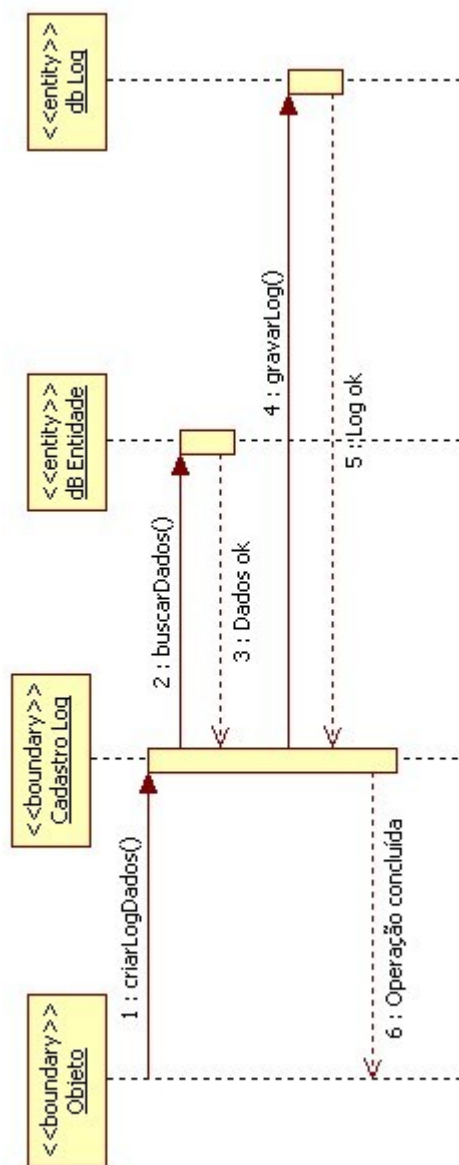 <<boundary>>
Objeto
<<boundary>>
Cadastro Log
<<entity>>
dB Entidade
<<entity>>
db Log
1 : criarLogDados()
2 : buscarDados()
3 : Dados ok
4 : gravarLog()
5 : Log ok
6 : Operação concluída